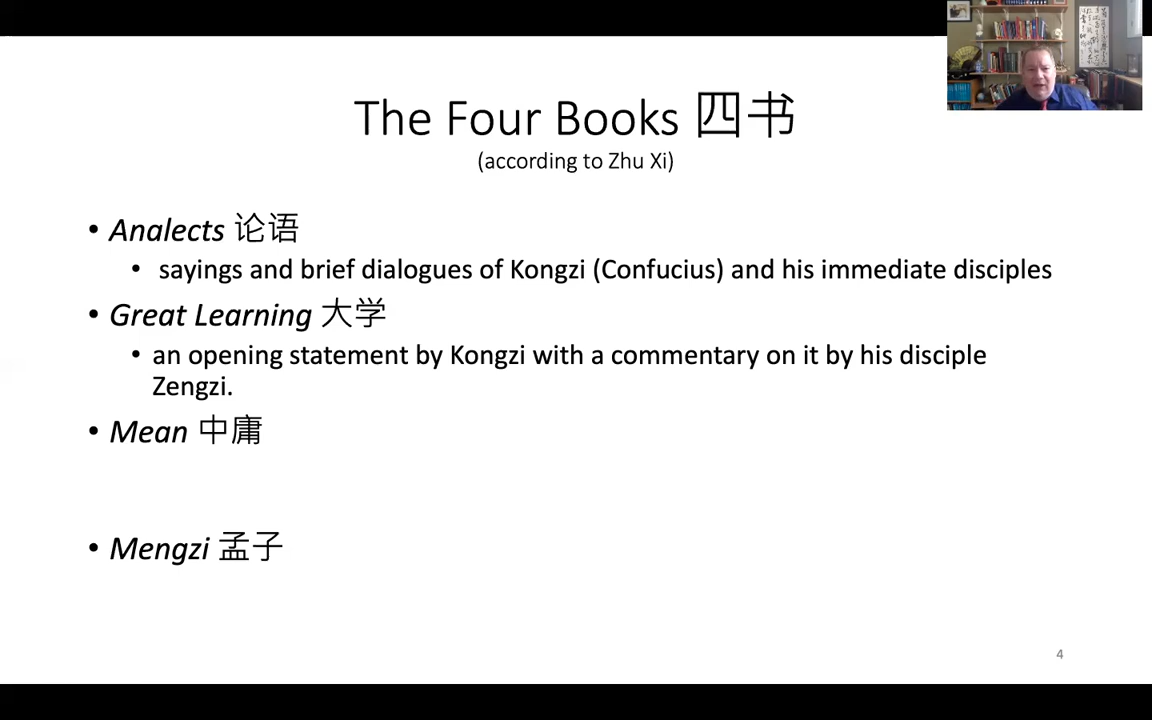 The Four Books 四书
(according to Zhu Xi)
• Analects 论语
• sayings and brief dialogues of Kongzi (Confucius) and his immediate disciples
• Great Learning 大学
• an opening statement by Kongzi with a commentary on it by his disciple
Zengzi.
• Mean 中庸
• Mengzi 孟子
4